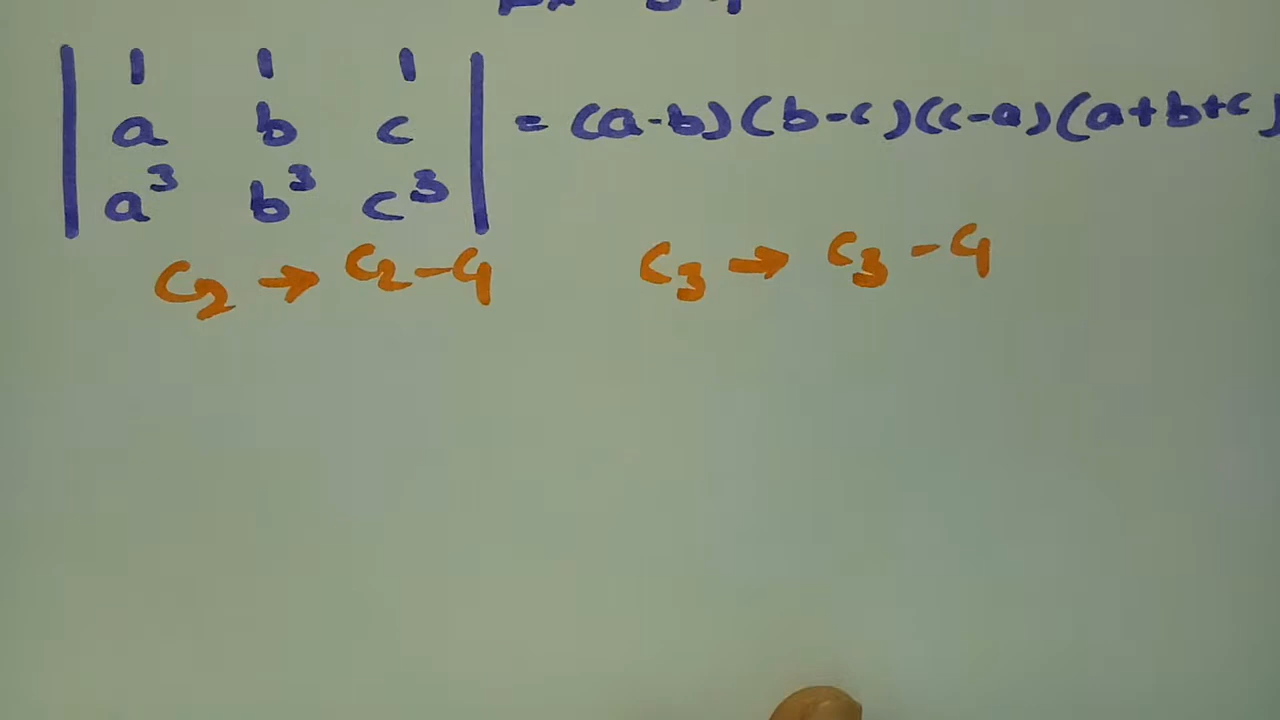 | 1 1 1 |
| a b c | = (a-b)(b-c)(c-a)(a+b+c)
| a³ b³ c³ |
C₂ → C₂ - C₁ C₃ → C₃ - C₁